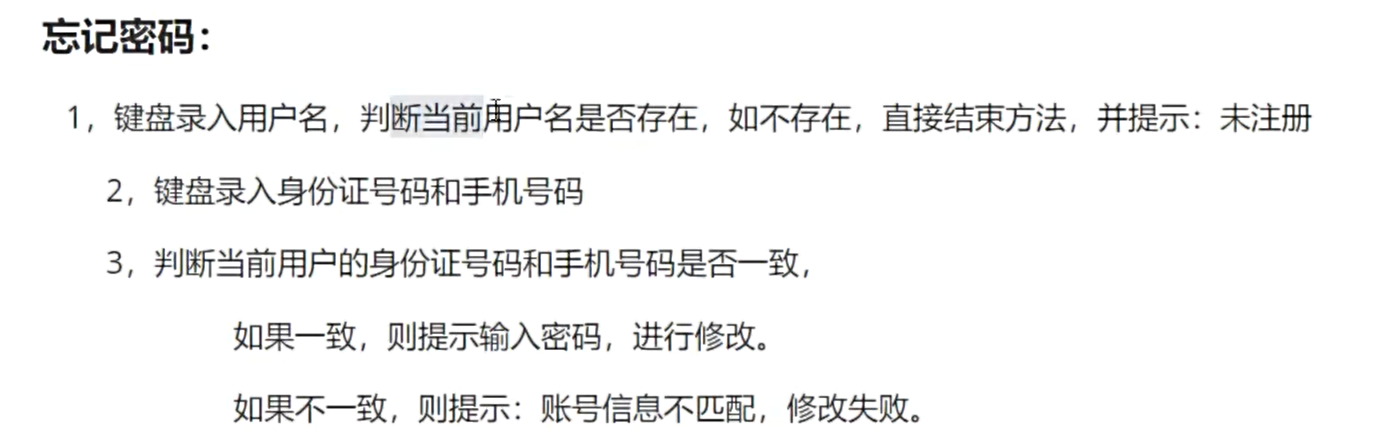 忘记密码：
1，键盘录入用户名，判断当前用户名是否存在，如不存在，直接结束方法，并提示：未注册
2，键盘录入身份证号码和手机号码
3，判断当前用户的身份证号码和手机号码是否一致，
如果一致，则提示输入密码，进行修改。
如果不一致，则提示：账号信息不匹配，修改失败。